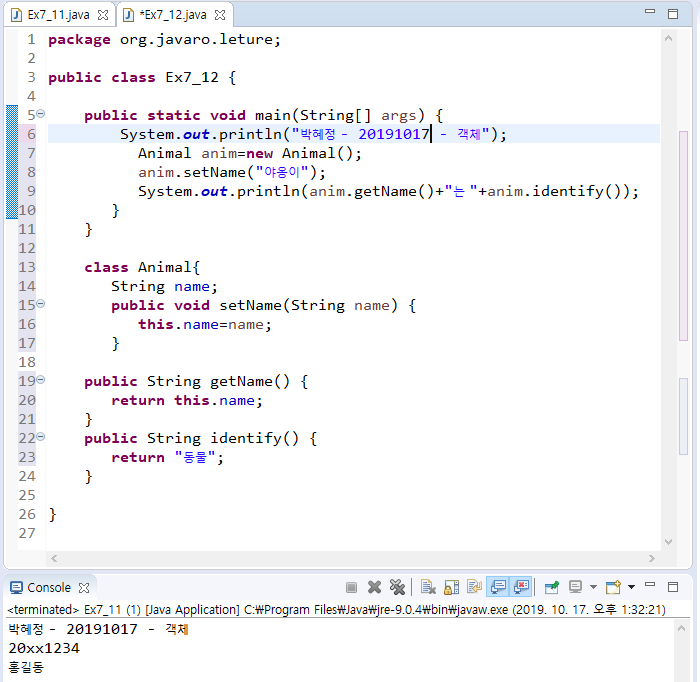 Ex7_11.java *Ex7_12.java
1 package org.javaro.leture;
2
3 public class Ex7_12 {
4
5 public static void main(String[] args) {
6 System.out.println("박혜정 - 20191017 - 객체");
7 Animal anim=new Animal();
8 anim.setName("야옹이");
9 System.out.println(anim.getName()+"는 "+anim.identify());
10 }
11 }
12
13 class Animal{
14 String name;
15 public void setName(String name) {
16 this.name=name;
17 }
18
19 public String getName() {
20 return this.name;
21 }
22 public String identify() {
23 return "동물";
24 }
25
26 }
27
Console
<terminated> Ex7_11 (1) [Java Application] C:₩Program Files₩Java₩jre-9.0.4₩bin₩javaw.exe (2019. 10. 17. 오후 1:32:21)
박혜정 - 20191017 - 객체
20xx1234
홍길동